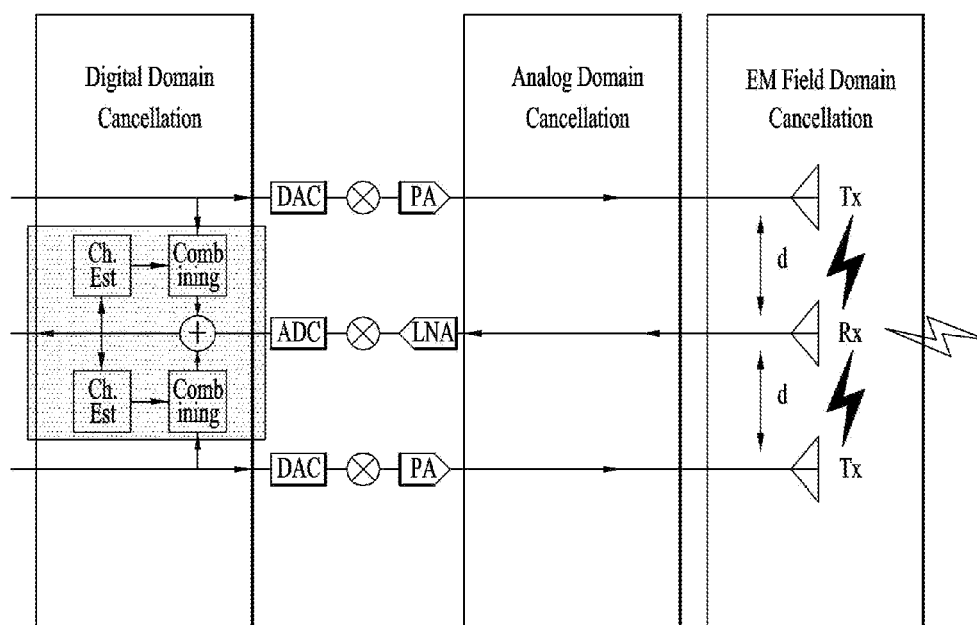 Digital Domain
Cancellation
Analog Domain
Cancellation
EM Field Domain
Cancellation
DAC
PA
Tx
Ch.
Est
Comb
ining
d
ADC
LNA
Rx
Ch.
Est
Comb
ining
d
DAC
PA
Tx